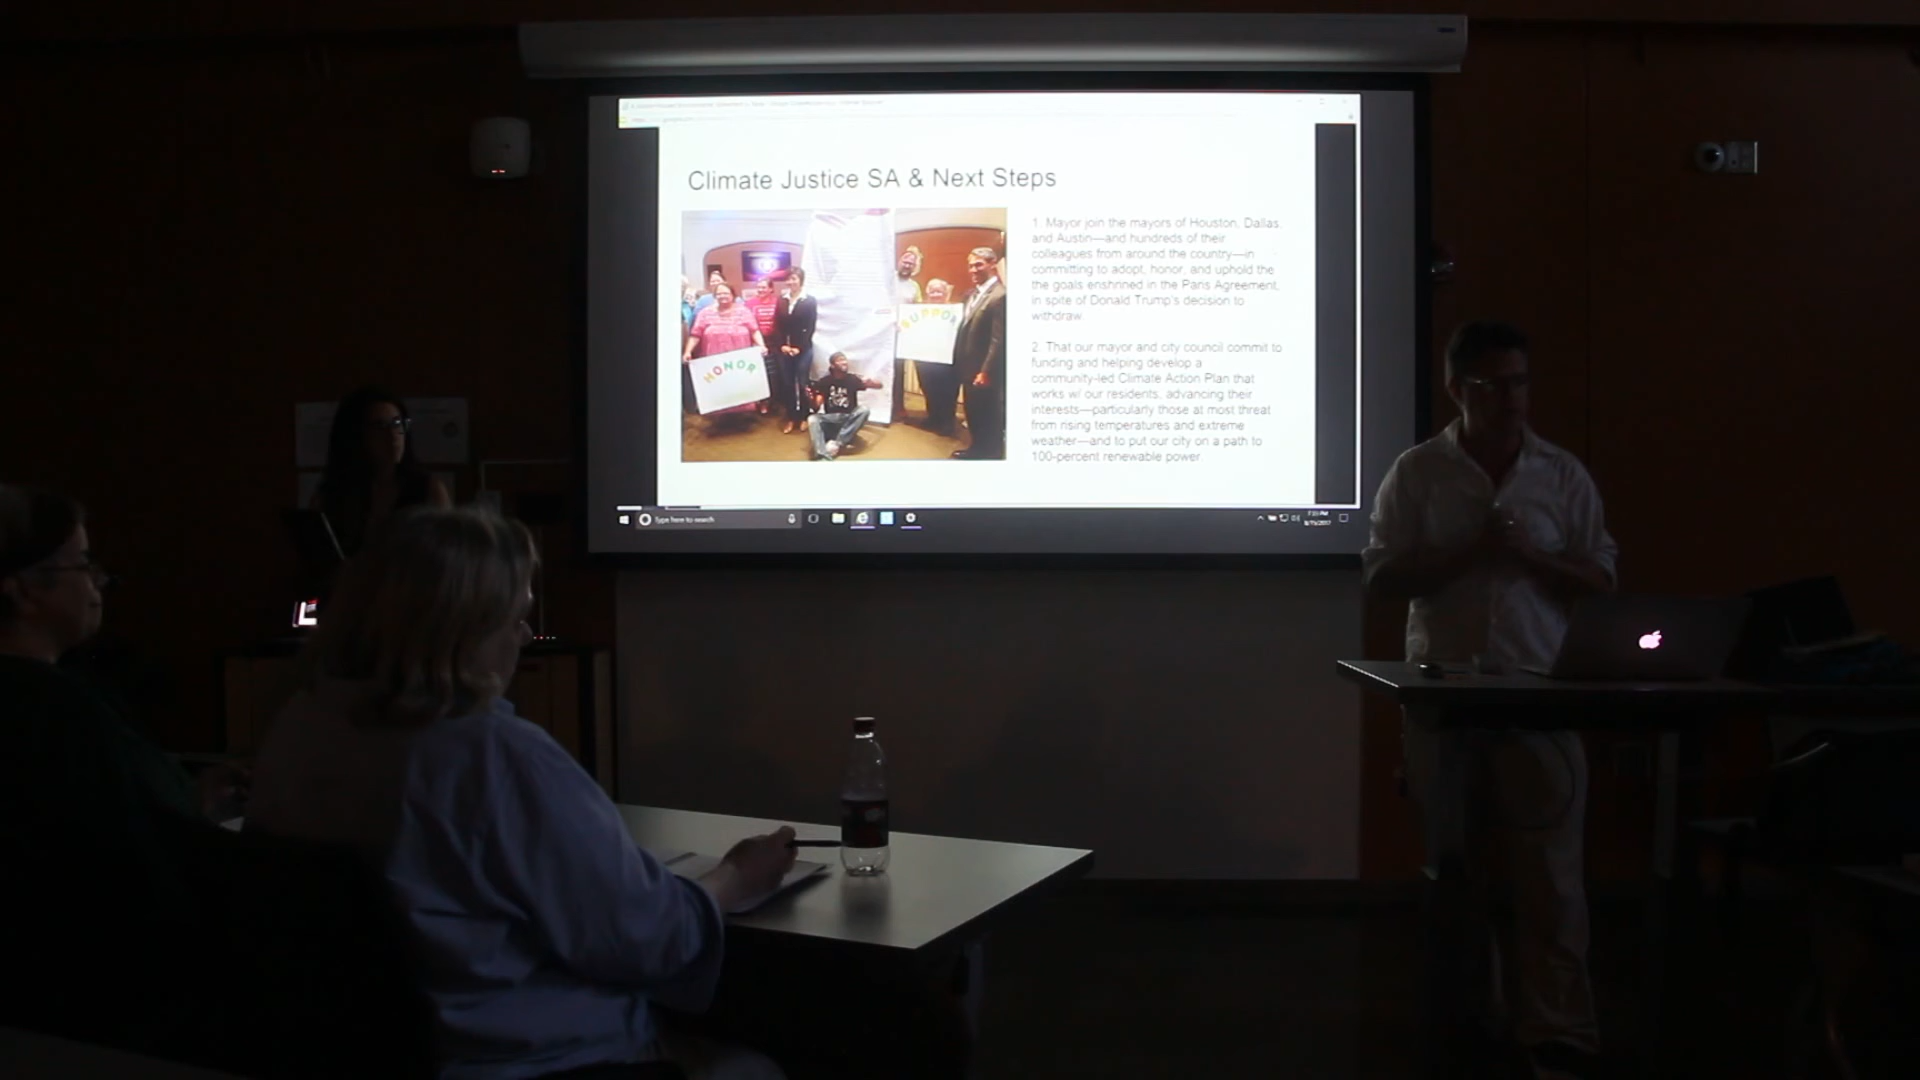 Climate Justice SA & Next Steps
1. Mayor join the mayors of Houston, Dallas,
and Austin—and hundreds of their
colleagues from around the country—in
committing to adopt, honor, and uphold the
the goals enshrined in the Paris Agreement,
in spite of Donald Trump's decision to
withdraw.
2. That our mayor and city council commit to
funding and helping develop a
community-led Climate Action Plan that
works w/ our residents, advancing their
interests—particularly those at most threat
from rising temperatures and extreme
weather—and to put our city on a path to
100-percent renewable power.
HONOR
SUPPOR
Type here to search